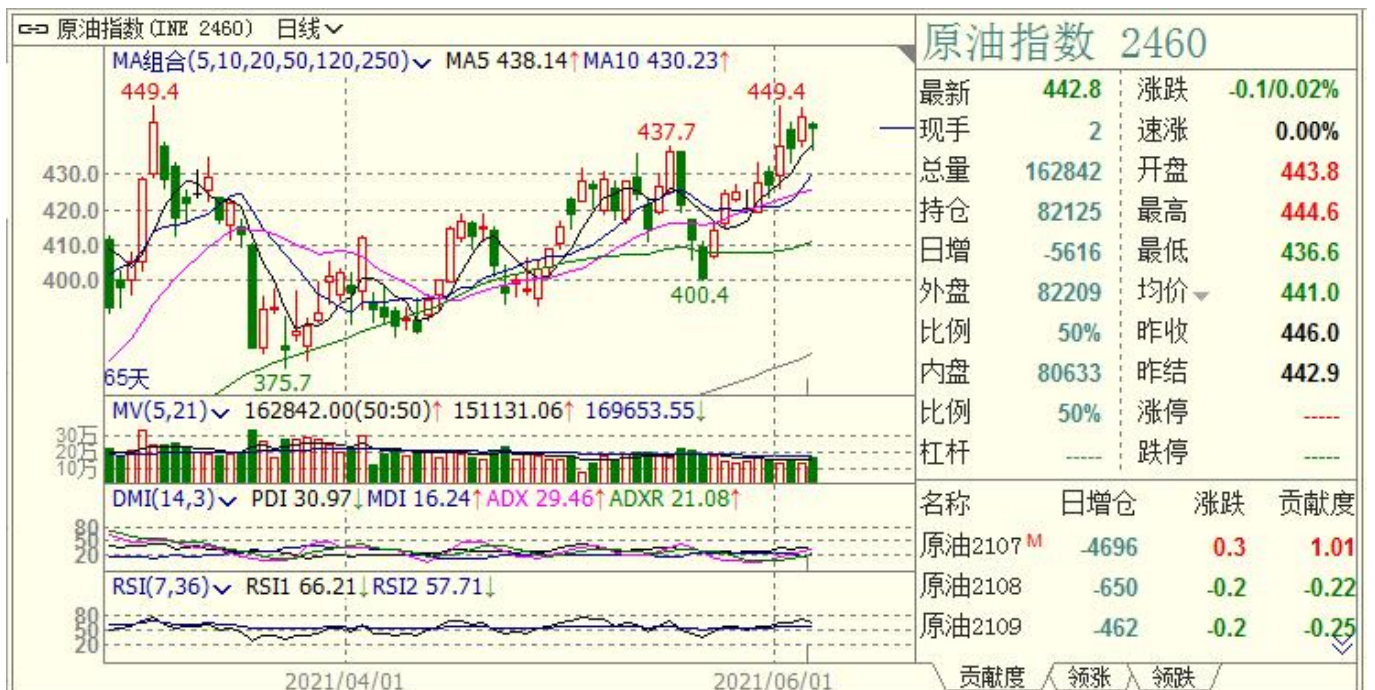 原油指数(INE 2460) 日线
MA组合(5,10,20,50,120,250) MA5 438.14↑MA10 430.23↑
449.4
449.4
437.7
430.0
420.0
410.0
400.0
400.4
375.7
65天
MV(5,21) 162842.00(50:50)↑ 151131.06↑ 169653.55↓
30万
20万
10万
DMI(14,3) PDI 30.97↓MDI 16.24↑ADX 29.46↑ADXR 21.08↑
80
50
20
RSI(7,36) RSI1 66.21↓RSI2 57.71↓
80
50
20
2021/04/01 2021/06/01
原油指数 2460
最新 442.8 涨跌 -0.1/0.02%
现手 2 速涨 0.00%
总量 162842 开盘 443.8
持仓 82125 最高 444.6
日增 -5616 最低 436.6
外盘 82209 均价 441.0
比例 50% 昨收 446.0
内盘 80633 昨结 442.9
比例 50% 涨停 -----
杠杆 ----- 跌停 -----
名称 日增仓 涨跌 贡献度
原油2107 M -4696 0.3 1.01
原油2108 -650 -0.2 -0.22
原油2109 -462 -0.2 -0.25
贡献度 领涨 领跌